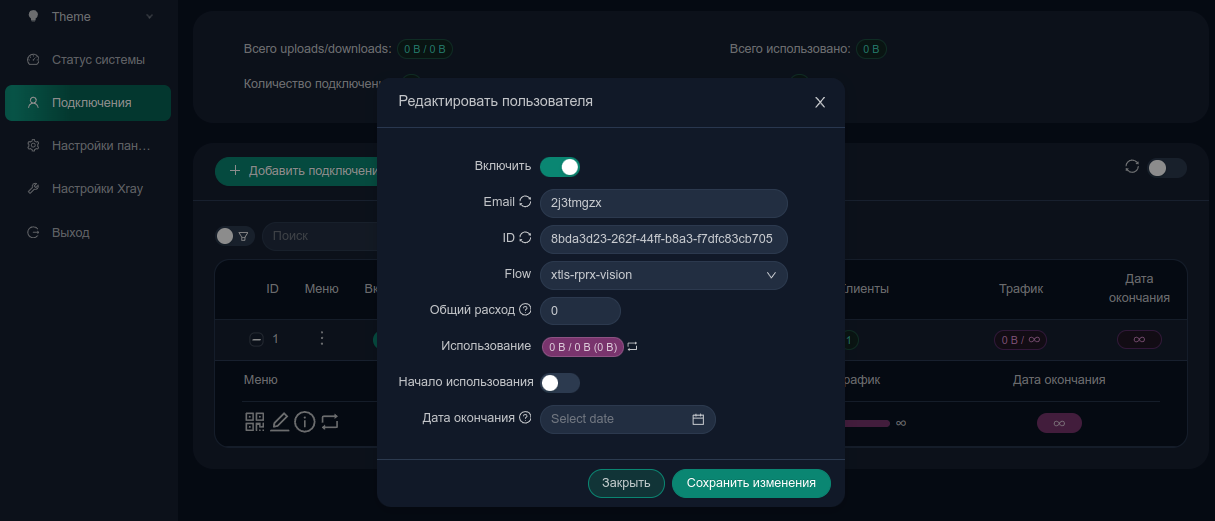 Theme
Статус системы
Подключения
Настройки пан...
Настройки Xray
Выход
Всего uploads/downloads: 0 B / 0 B
Всего использовано: 0 B
Количество подключени
Добавить подключени
Поиск
ID Меню Вк
лиенты Трафик Дата окончания
1
1
0 B / ∞
∞
Меню
рафик
Дата окончания
∞
∞
Редактировать пользователя
Включить
Email 2j3tmgzx
ID 8bda3d23-262f-44ff-b8a3-f7dfc83cb705
Flow xtls-rprx-vision
Общий расход 0
Использование 0 B / 0 B (0 B)
Начало использования
Дата окончания Select date
Закрыть Сохранить изменения